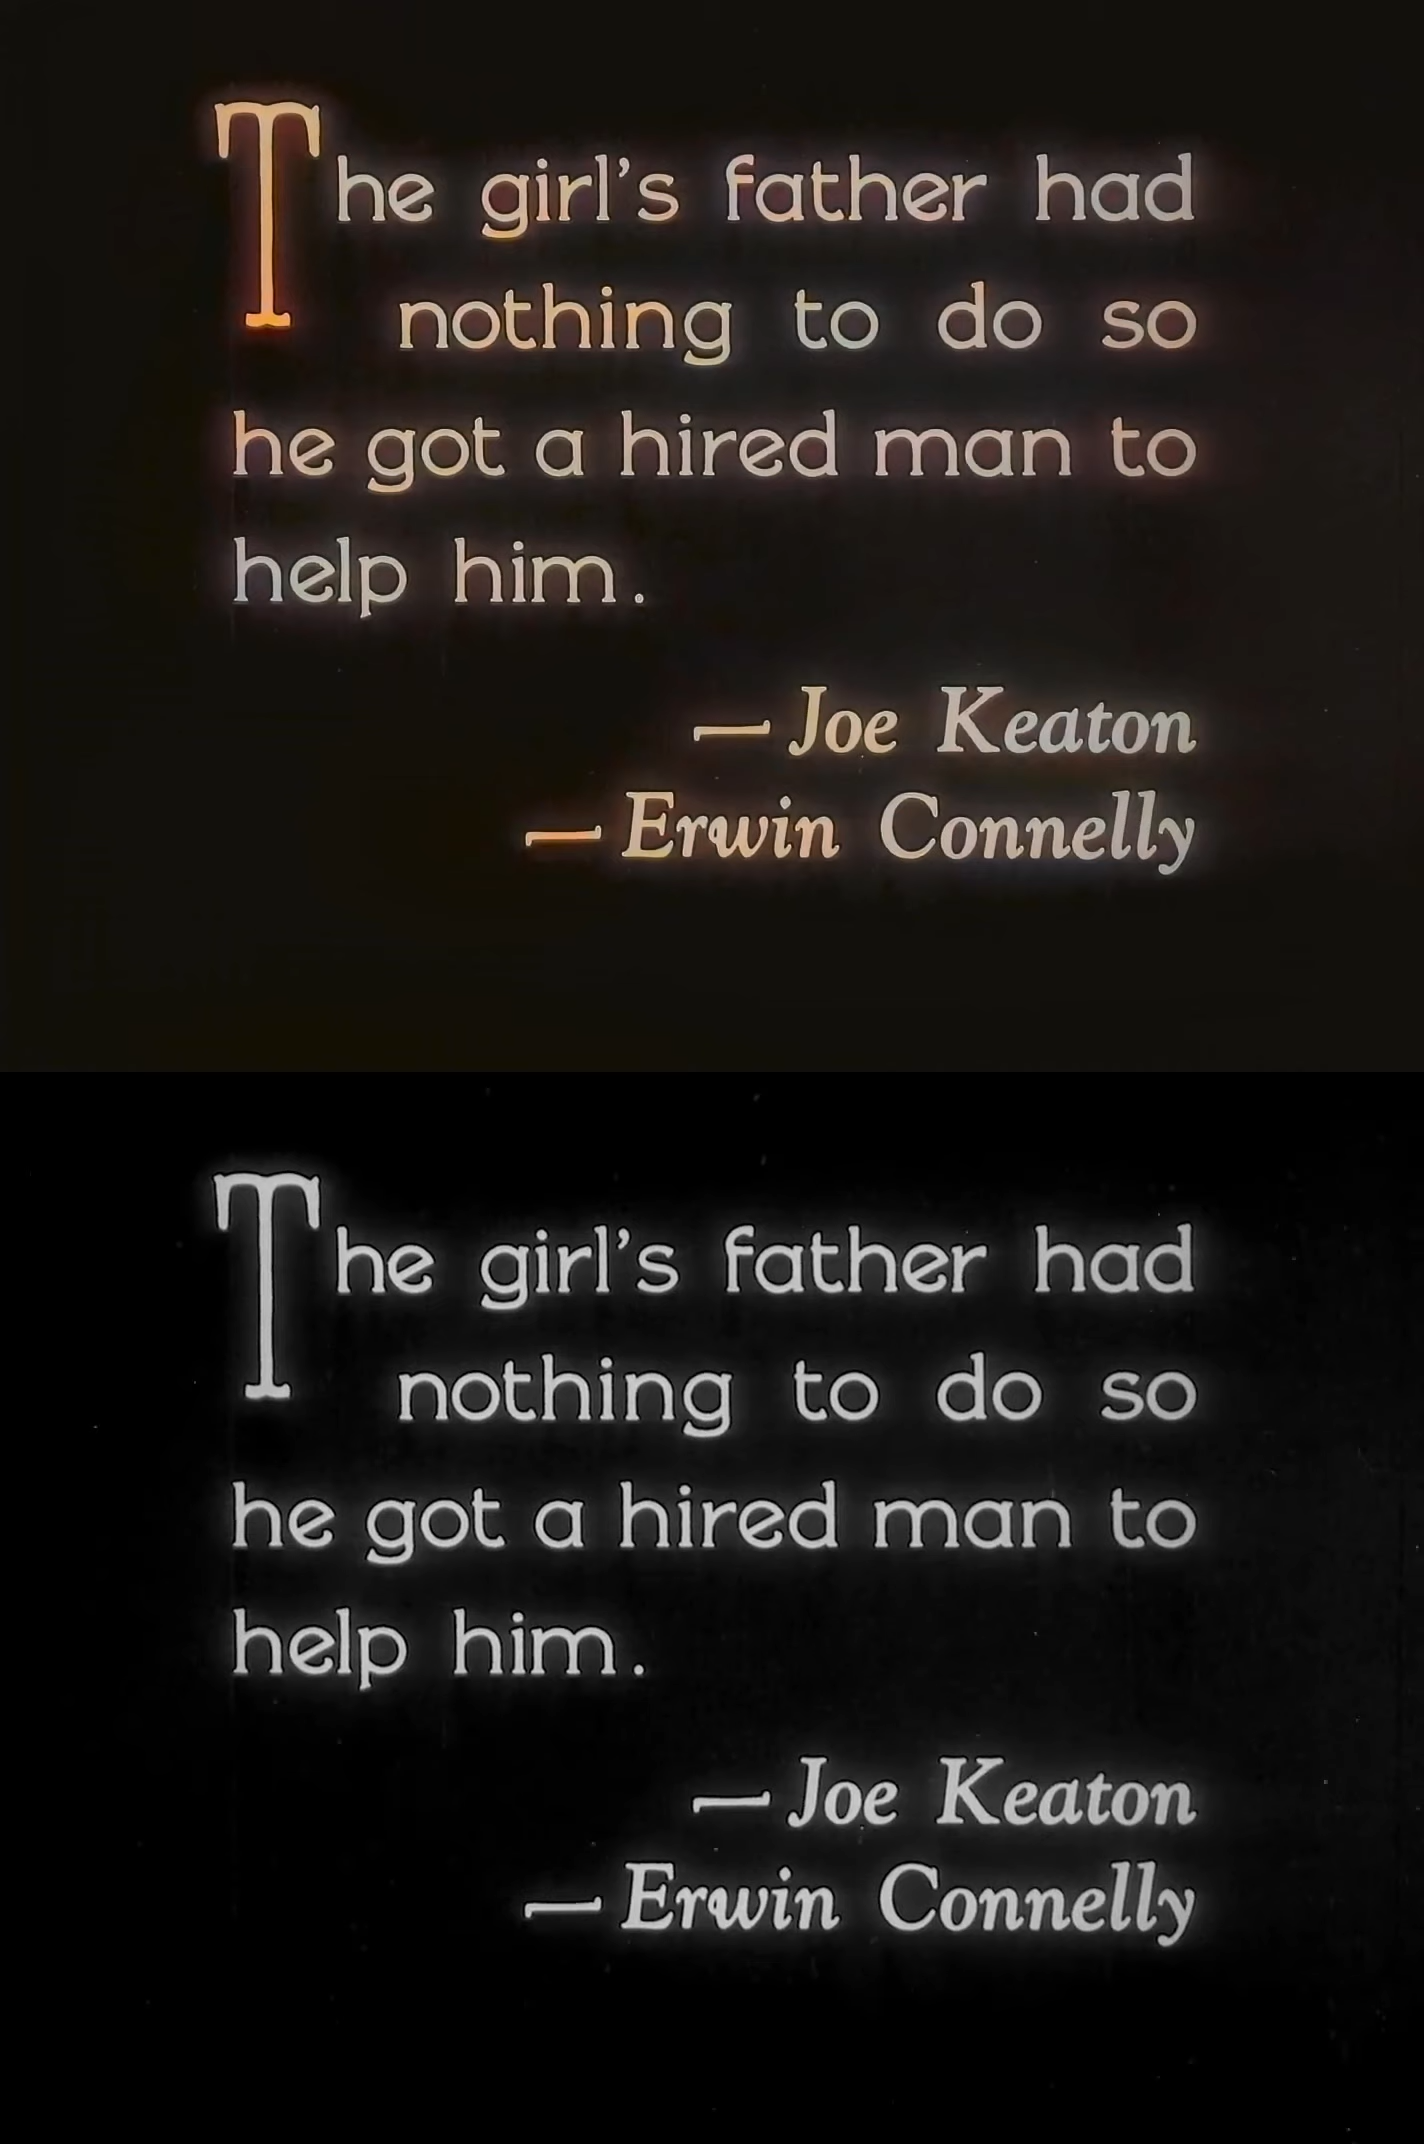 The girl's father had
nothing to do so
he got a hired man to
help him.
— Joe Keaton
— Erwin Connelly
The girl's father had
nothing to do so
he got a hired man to
help him.
— Joe Keaton
— Erwin Connelly